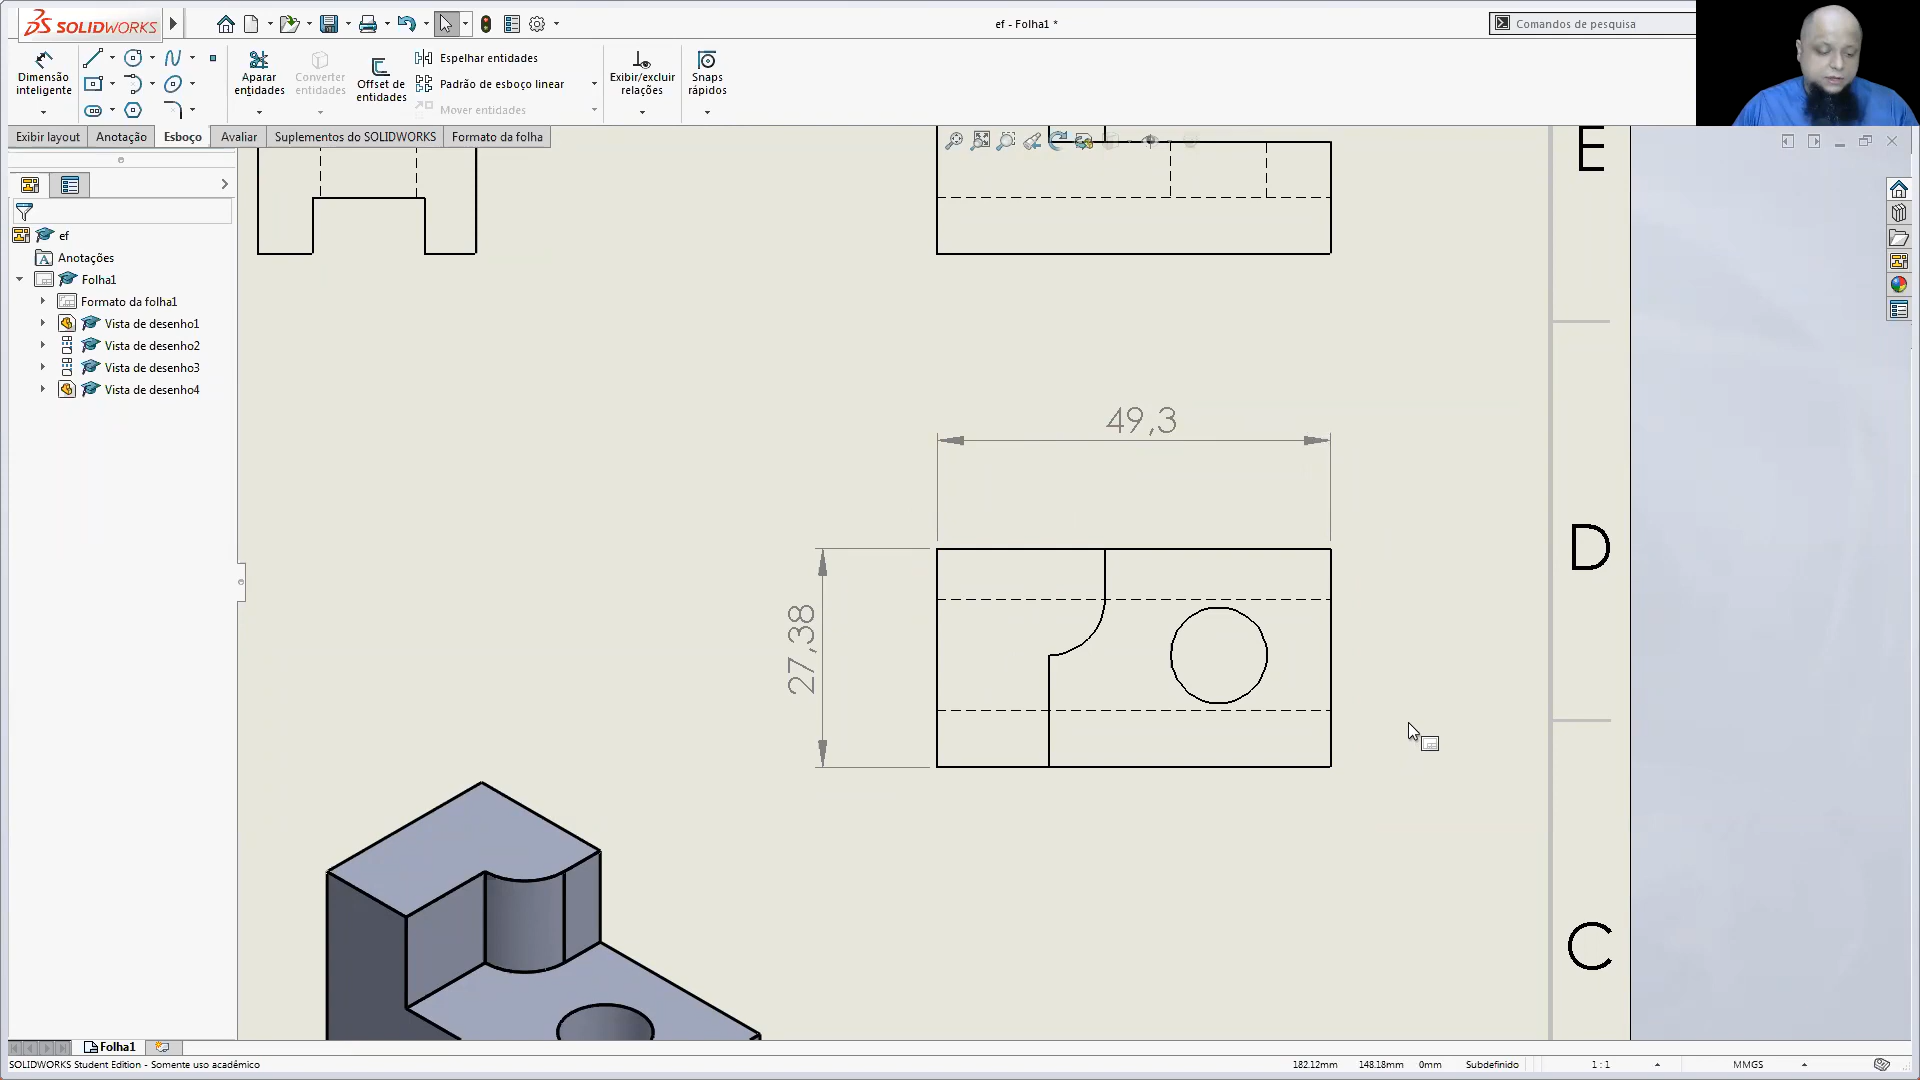 SOLIDWORKS
ef - Folha1 *
Comandos de pesquisa
Dimensão inteligente
Aparar entidades
Converter entidades
Offset de entidades
Espelhar entidades
Padrão de esboço linear
Mover entidades
Exibir/excluir relações
Snaps rápidos
Exibir layout
Anotação
Esboço
Avaliar
Suplementos do SOLIDWORKS
Formato da folha
ef
Anotações
Folha1
Formato da folha1
Vista de desenho1
Vista de desenho2
Vista de desenho3
Vista de desenho4
E
49,3
27,38
D
C
Folha1
SOLIDWORKS Student Edition - Somente uso acadêmico
182.12mm
148.18mm
0mm
Subdefinido
1 : 1
MMGS